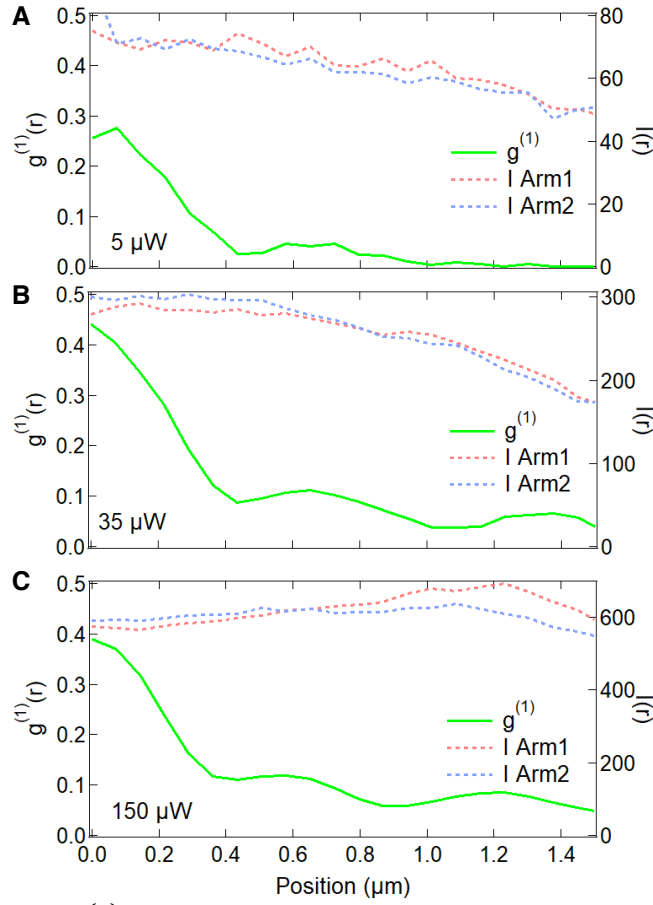 A
0.5
0.4
0.3
0.2
0.1
0.0
g(1)(r)
80
60
40
20
0
I(r)
g(1)
I Arm1
I Arm2
5 µW
B
0.5
0.4
0.3
0.2
0.1
0.0
g(1)(r)
300
200
100
0
I(r)
g(1)
I Arm1
I Arm2
35 µW
C
0.5
0.4
0.3
0.2
0.1
0.0
g(1)(r)
600
400
200
0
I(r)
g(1)
I Arm1
I Arm2
150 µW
0.0 0.2 0.4 0.6 0.8 1.0 1.2 1.4
Position (µm)